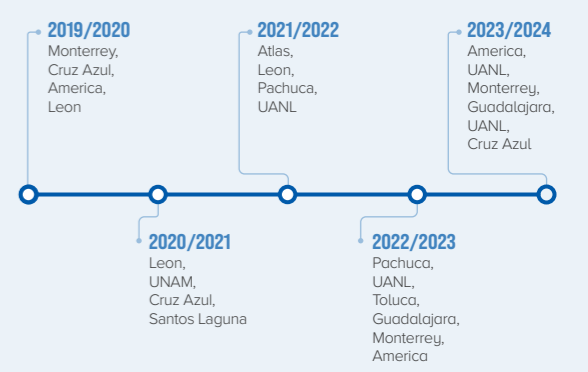 2019/2020
Monterrey,
Cruz Azul,
America,
Leon
2021/2022
Atlas,
Leon,
Pachuca,
UANL
2023/2024
America,
UANL,
Monterrey,
Guadalajara,
UANL,
Cruz Azul
2020/2021
Leon,
UNAM,
Cruz Azul,
Santos Laguna
2022/2023
Pachuca,
UANL,
Toluca,
Guadalajara,
Monterrey,
America